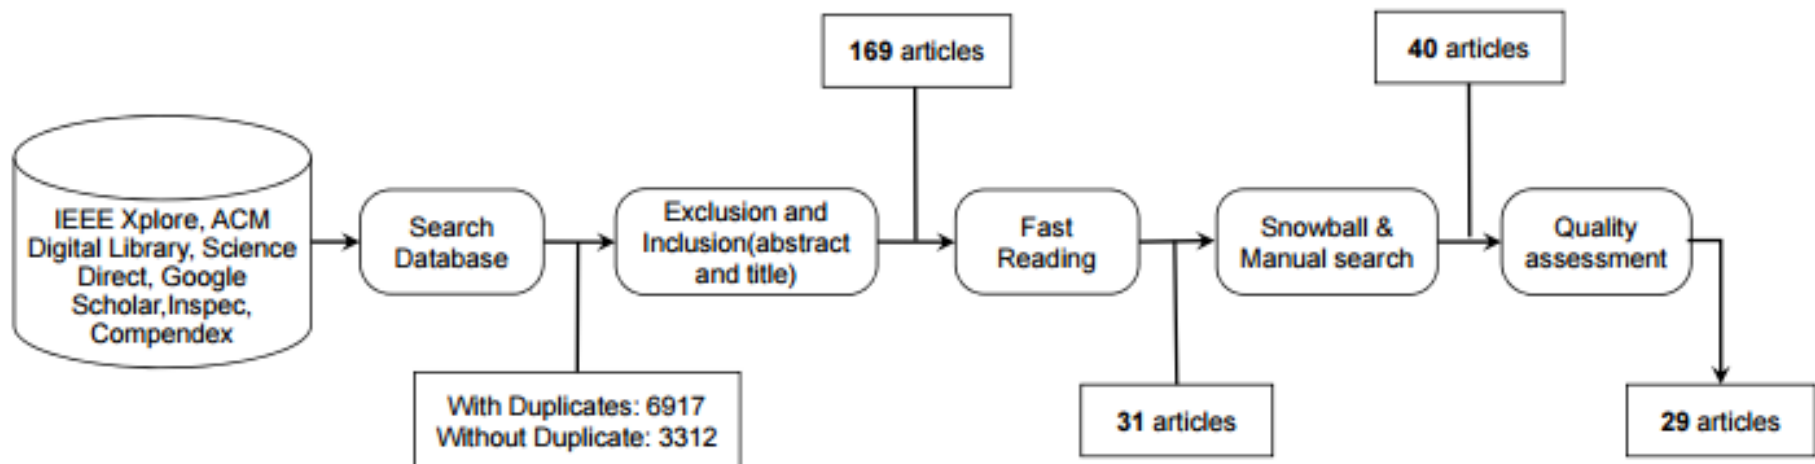 169 articles
40 articles
IEEE Xplore, ACM
Digital Library, Science
Direct, Google
Scholar,Inspec,
Compendex
Search
Database
Exclusion and
Inclusion(abstract
and title)
Fast
Reading
Snowball &
Manual search
Quality
assessment
With Duplicates: 6917
Without Duplicate: 3312
31 articles
29 articles